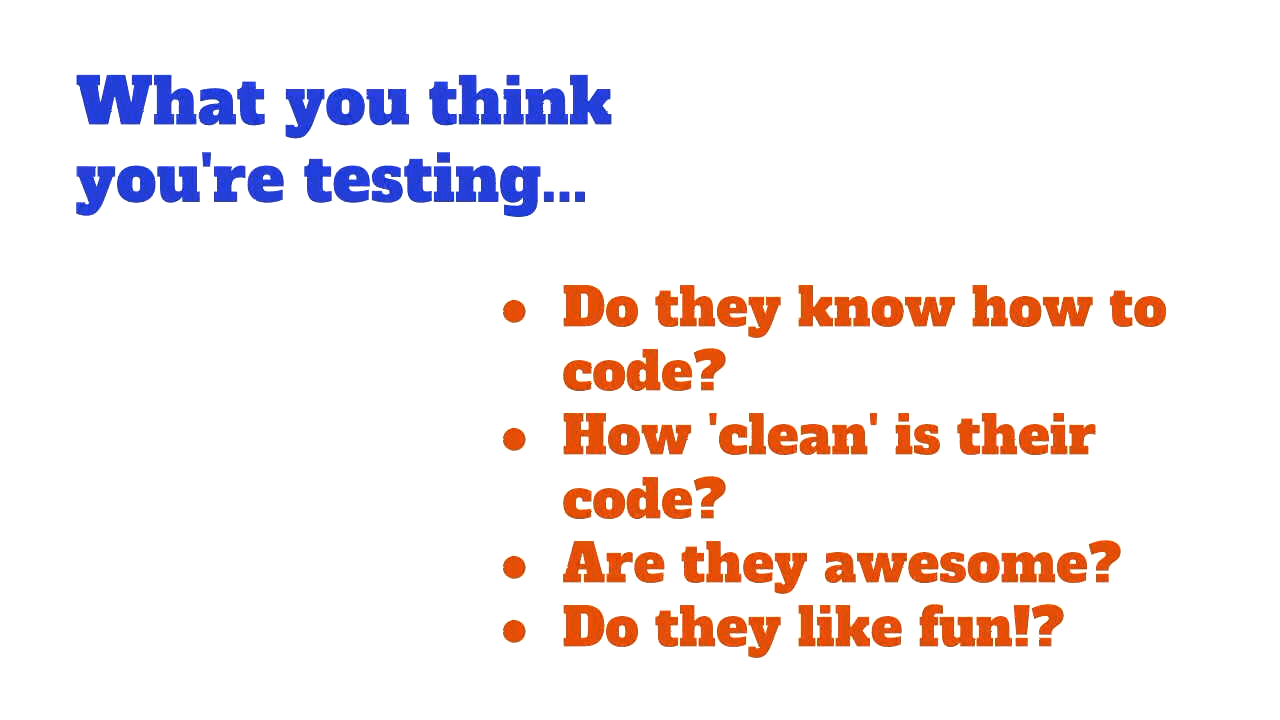 What you think
you're testing...
● Do they know how to
code?
● How 'clean' is their
code?
● Are they awesome?
● Do they like fun!?